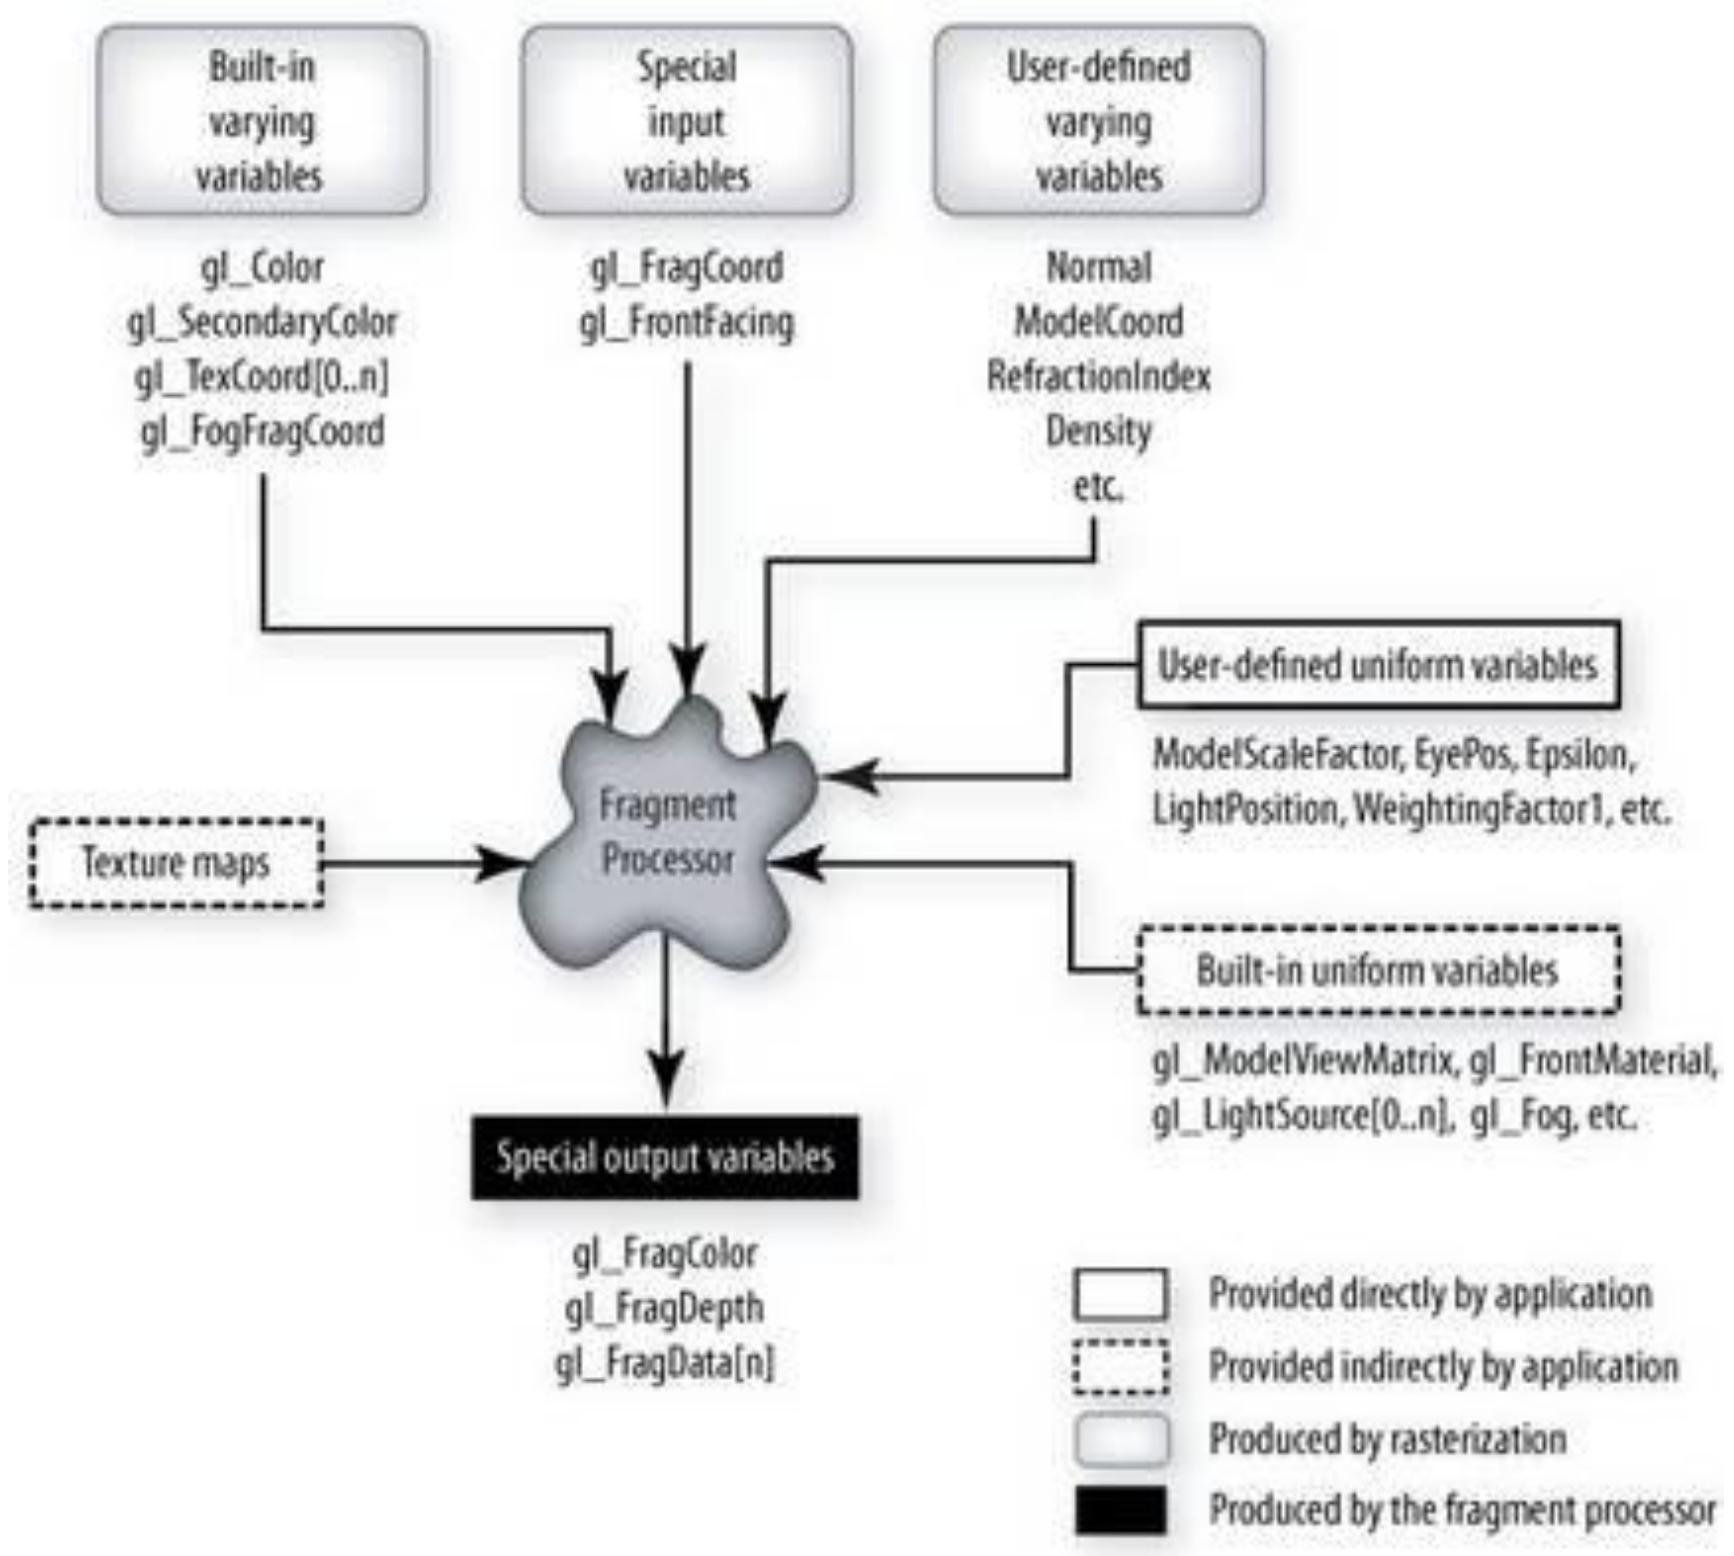 Built-in
varying
variables
gl_Color
gl_SecondaryColor
gl_TexCoord[0..n]
gl_FogFragCoord
Special
input
variables
gl_FragCoord
gl_FrontFacing
User-defined
varying
variables
Normal
ModelCoord
RefractionIndex
Density
etc.
User-defined uniform variables
ModelScaleFactor, EyePos, Epsilon,
LightPosition, WeightingFactor1, etc.
Fragment
Processor
Texture maps
Built-in uniform variables
gl_ModelViewMatrix, gl_FrontMaterial,
gl_LightSource[0..n], gl_Fog, etc.
Special output variables
gl_FragColor
gl_FragDepth
gl_FragData[n]
Provided directly by application
Provided indirectly by application
Produced by rasterization
Produced by the fragment processor